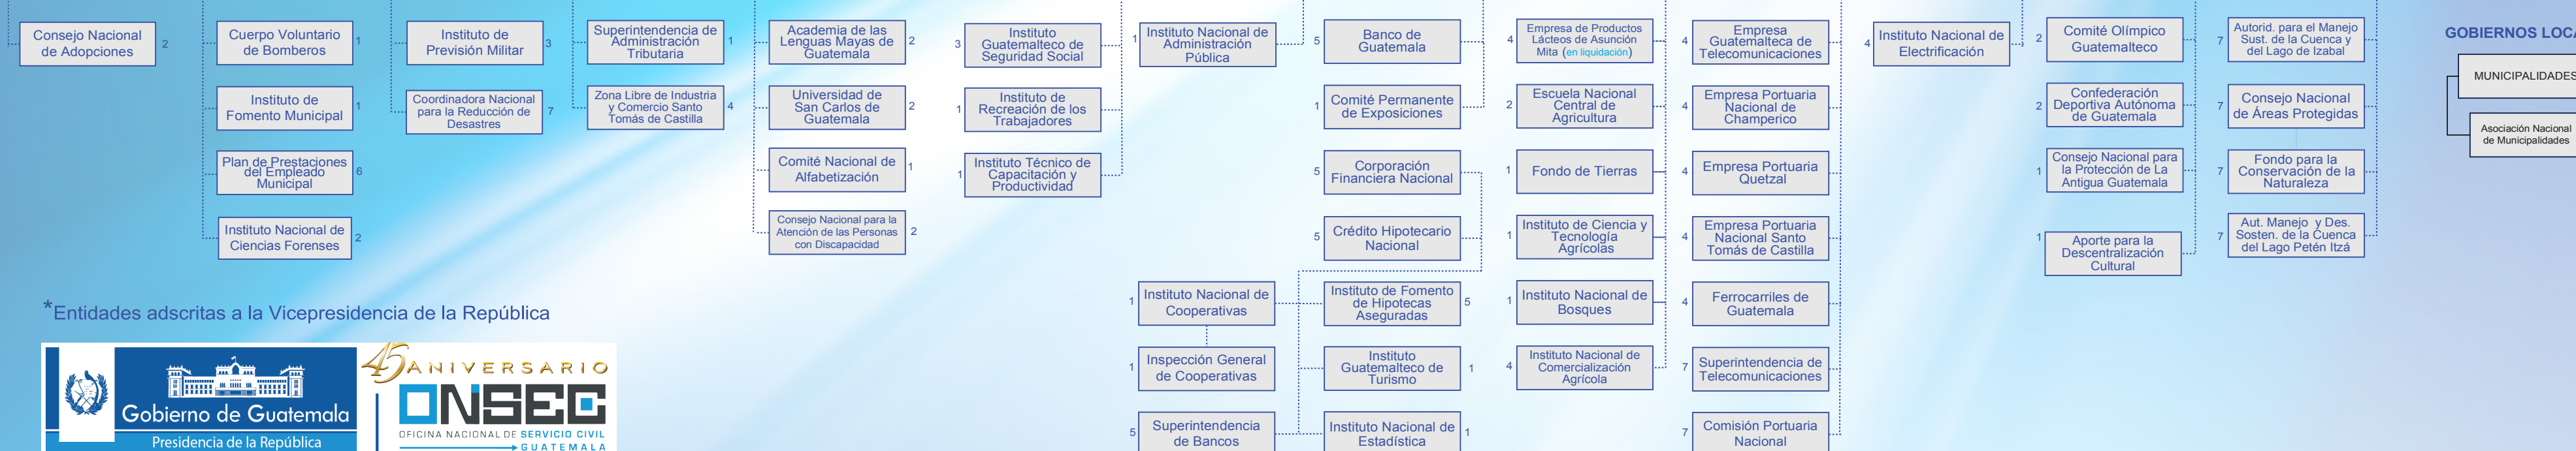 Consejo Nacional
de Adopciones
2
Cuerpo Voluntario
de Bomberos
1
Instituto de
Fomento Municipal
1
Plan de Prestaciones
del Empleado
Municipal
6
Instituto Nacional de
Ciencias Forenses
2
Instituto de
Previsión Militar
3
Coordinadora Nacional
para la Reducción de
Desastres
7
Superintendencia de
Administración
Tributaria
1
Zona Libre de Industria
y Comercio Santo
Tomás de Castilla
4
Academia de las
Lenguas Mayas de
Guatemala
2
Universidad de
San Carlos de
Guatemala
2
Comité Nacional de
Alfabetización
1
Consejo Nacional para la
Atención de las Personas
con Discapacidad
2
3
Instituto
Guatemalteco de
Seguridad Social
1
Instituto de
Recreación de los
Trabajadores
1
Instituto Técnico de
Capacitación y
Productividad
1
Instituto Nacional de
Administración
Pública
1
Instituto Nacional de
Cooperativas
1
Inspección General
de Cooperativas
5
Superintendencia
de Bancos
5
Banco de
Guatemala
1
Comité Permanente
de Exposiciones
5
Corporación
Financiera Nacional
5
Crédito Hipotecario
Nacional
Instituto de Fomento
de Hipotecas
Aseguradas
5
Instituto
Guatemalteco de
Turismo
1
Instituto Nacional de
Estadística
1
4
Empresa de Productos
Lácteos de Asunción
Mita (en liquidación)
2
Escuela Nacional
Central de
Agricultura
1
Fondo de Tierras
1
Instituto de Ciencia y
Tecnología
Agrícolas
1
Instituto Nacional de
Bosques
4
Instituto Nacional de
Comercialización
Agrícola
4
Empresa
Guatemalteca de
Telecomunicaciones
4
Empresa Portuaria
Nacional de
Champerico
4
Empresa Portuaria
Quetzal
4
Empresa Portuaria
Nacional Santo
Tomás de Castilla
4
Ferrocarriles de
Guatemala
7
Superintendencia de
Telecomunicaciones
7
Comisión Portuaria
Nacional
4
Instituto Nacional de
Electrificación
2
Comité Olímpico
Guatemalteco
2
Confederación
Deportiva Autónoma
de Guatemala
1
Consejo Nacional para
la Protección de La
Antigua Guatemala
1
Aporte para la
Descentralización
Cultural
7
Autorid. para el Manejo
Sust. de la Cuenca y
del Lago de Izabal
7
Consejo Nacional
de Áreas Protegidas
7
Fondo para la
Conservación de la
Naturaleza
7
Aut. Manejo y Des.
Sosten. de la Cuenca
del Lago Petén Itzá
GOBIERNOS LOCA
MUNICIPALIDADES
Asociación Nacional
de Municipalidades
*Entidades adscritas a la Vicepresidencia de la República
Gobierno de Guatemala
Presidencia de la República
45 ANIVERSARIO
ONSEC
OFICINA NACIONAL DE SERVICIO CIVIL
GUATEMALA